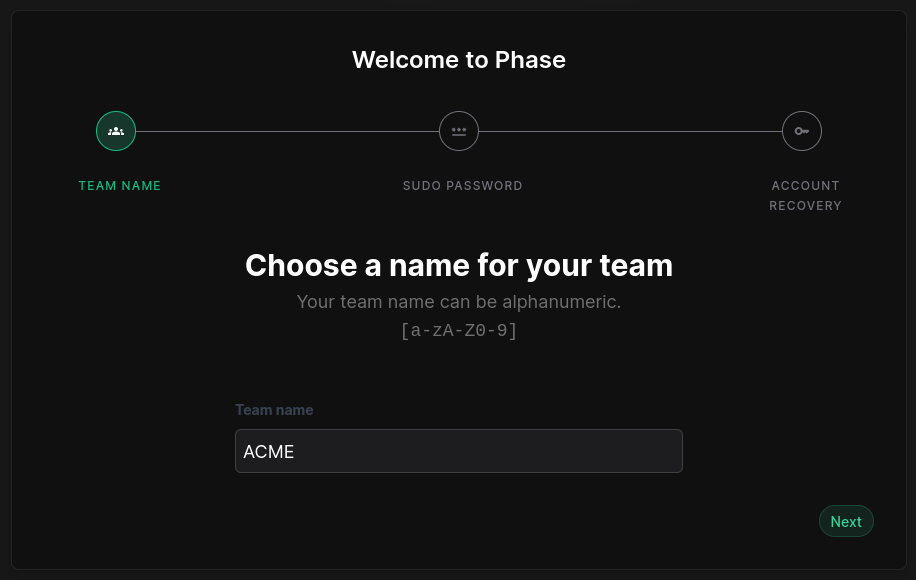 Welcome to Phase
TEAM NAME
SUDO PASSWORD
ACCOUNT
RECOVERY
Choose a name for your team
Your team name can be alphanumeric.
[a-zA-Z0-9]
Team name
ACME
Next